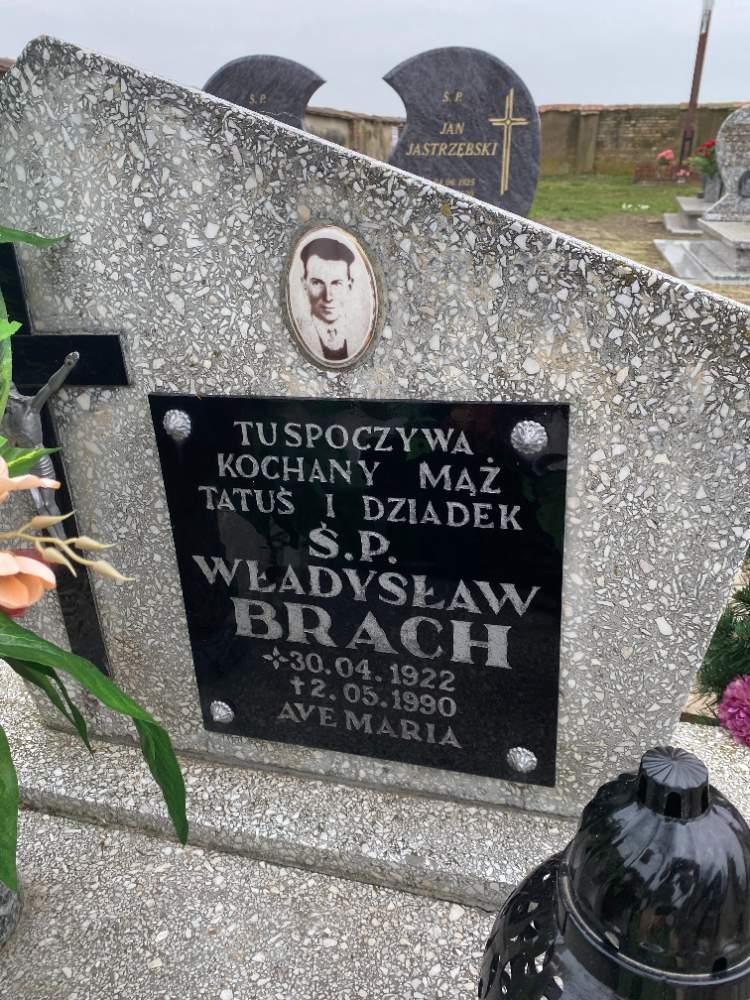 Ś.P.
Ś.P.
JAN
JASTRZĘBSKI
TU SPOCZYWA
KOCHANY MĄŻ
TATUŚ I DZIADEK
Ś.P.
WŁADYSŁAW
BRACH
30.04.1922
✝2.05.1990
AVE MARIA